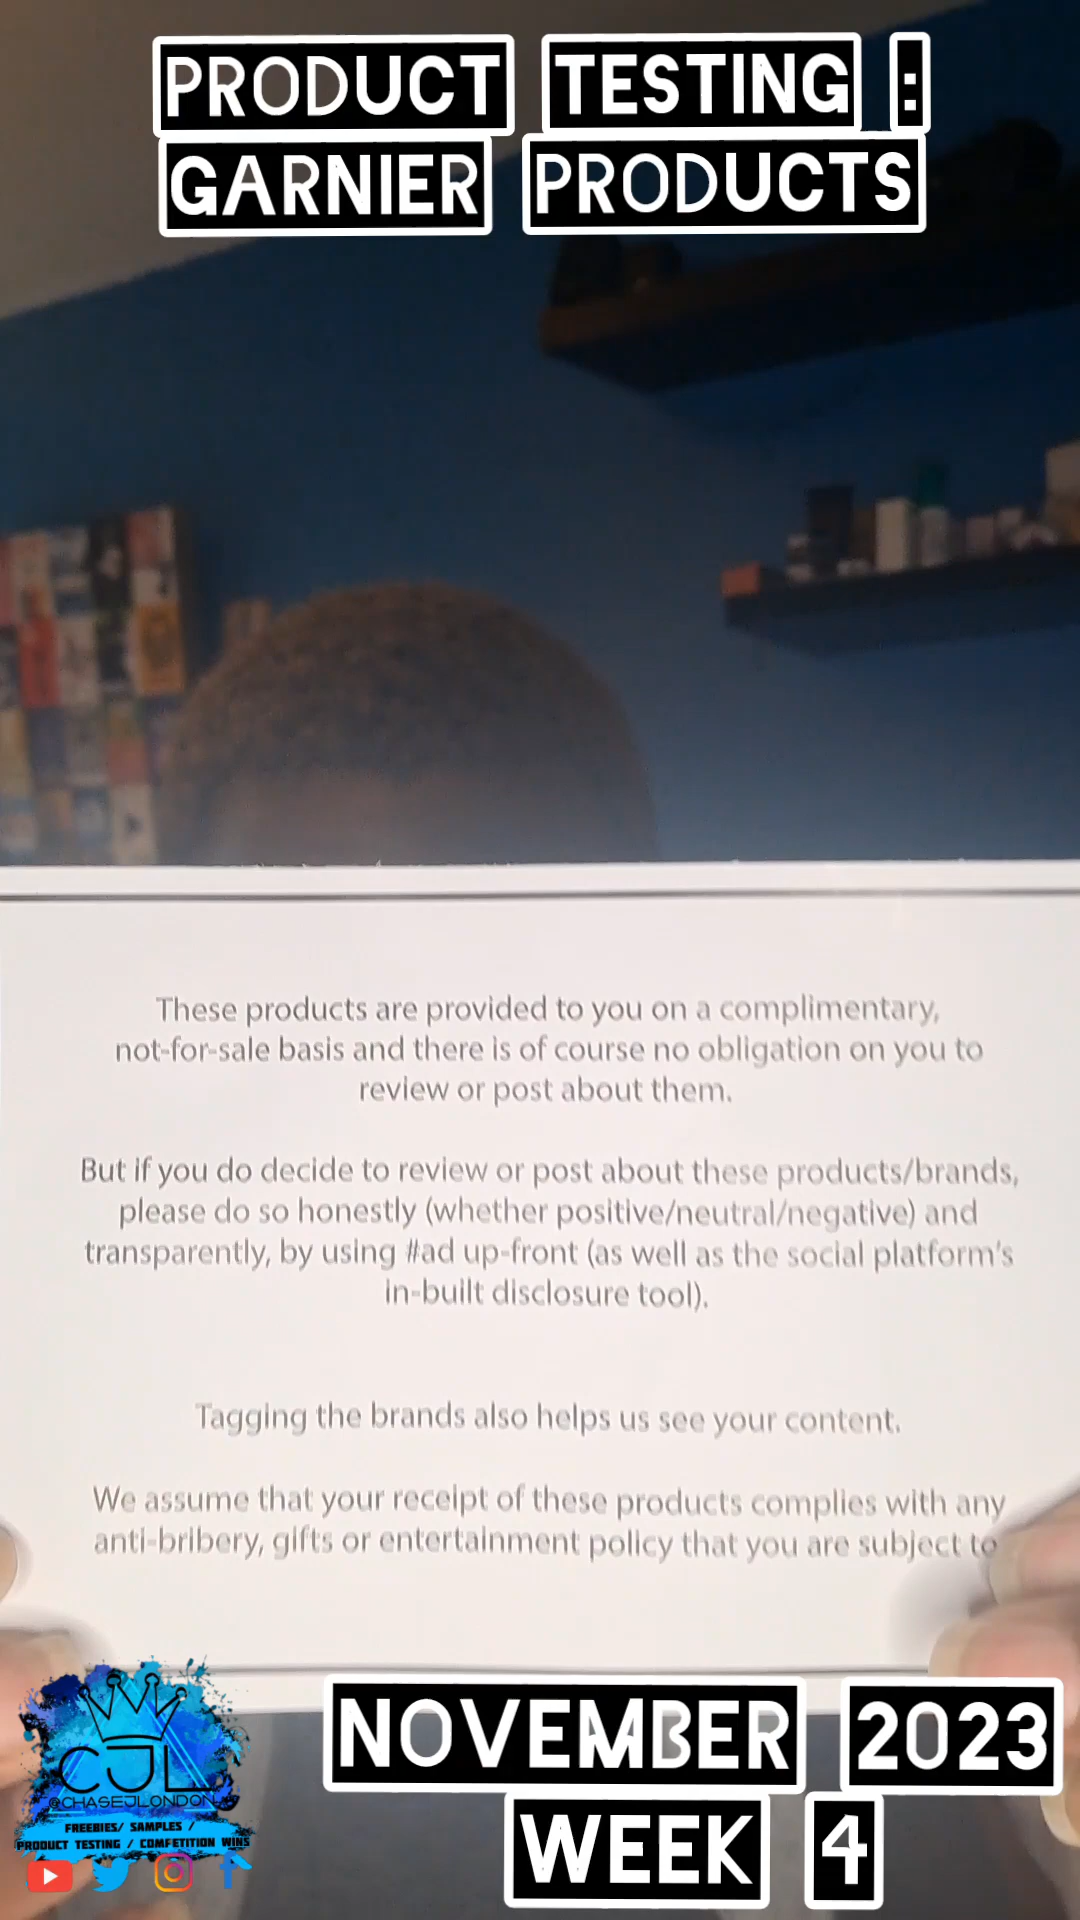 PRODUCT TESTING :
GARNIER PRODUCTS
These products are provided to you on a complimentary,
not-for-sale basis and there is of course no obligation on you to
review or post about them.
But if you do decide to review or post about these products/brands,
please do so honestly (whether positive/neutral/negative) and
transparently, by using #ad up-front (as well as the social platform's
in-built disclosure tool).
Tagging the brands also helps us see your content.
We assume that your receipt of these products complies with any
anti-bribery, gifts or entertainment policy that you are subject to
CJL
@CHASEJLONDON
FREEBIES/ SAMPLES /
PRODUCT TESTING / COMPETITION WINS
NOVEMBER 2023
WEEK 4